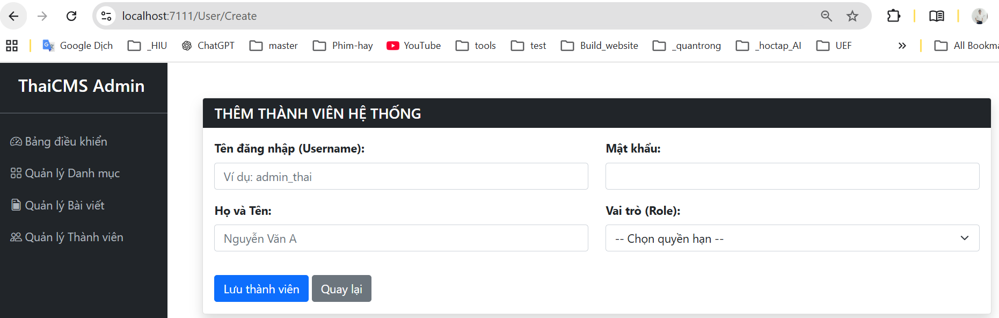 localhost:7111/User/Create
Google Dịch _HIU ChatGPT master Phim-hay YouTube tools test Build_website _quantrong _hoctap_AI UEF » All Bookma
ThaiCMS Admin
Bảng điều khiển
Quản lý Danh mục
Quản lý Bài viết
Quản lý Thành viên
THÊM THÀNH VIÊN HỆ THỐNG
Tên đăng nhập (Username): Mật khẩu:
Ví dụ: admin_thai
Họ và Tên: Vai trò (Role):
Nguyễn Văn A -- Chọn quyền hạn --
Lưu thành viên Quay lại